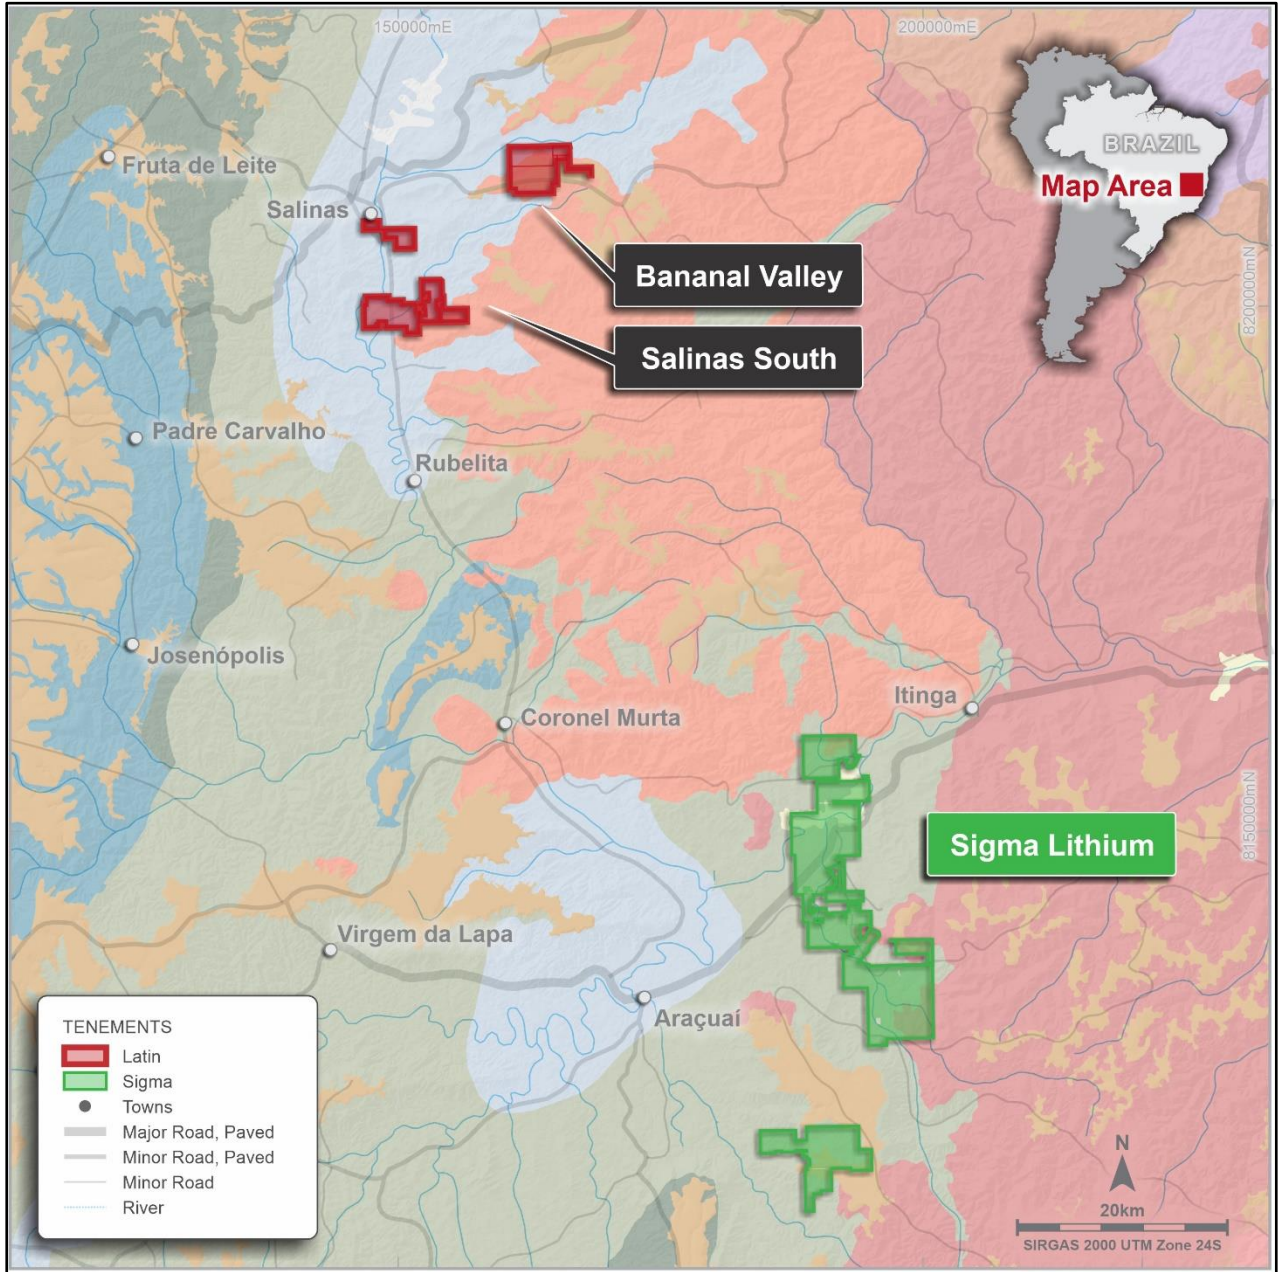 150000mE
200000mE
Fruta de Leite
BRAZIL
Map Area
Salinas
Bananal Valley
8200000mN
Salinas South
Padre Carvalho
Rubelita
Josenópolis
Itinga
Coronel Murta
Sigma Lithium
8150000mN
Virgem da Lapa
Araçuaí
TENEMENTS
Latin
Sigma
Towns
Major Road, Paved
Minor Road, Paved
Minor Road
River
N
20km
SIRGAS 2000 UTM Zone 24S